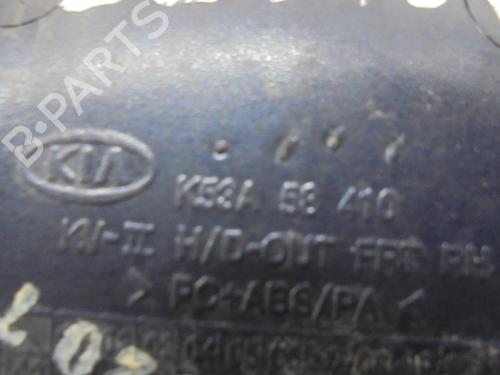 B-PARTS
KIA
K53A 58 410
KV-II H/D-OUT FRT RH
> PC+ABS/PA <